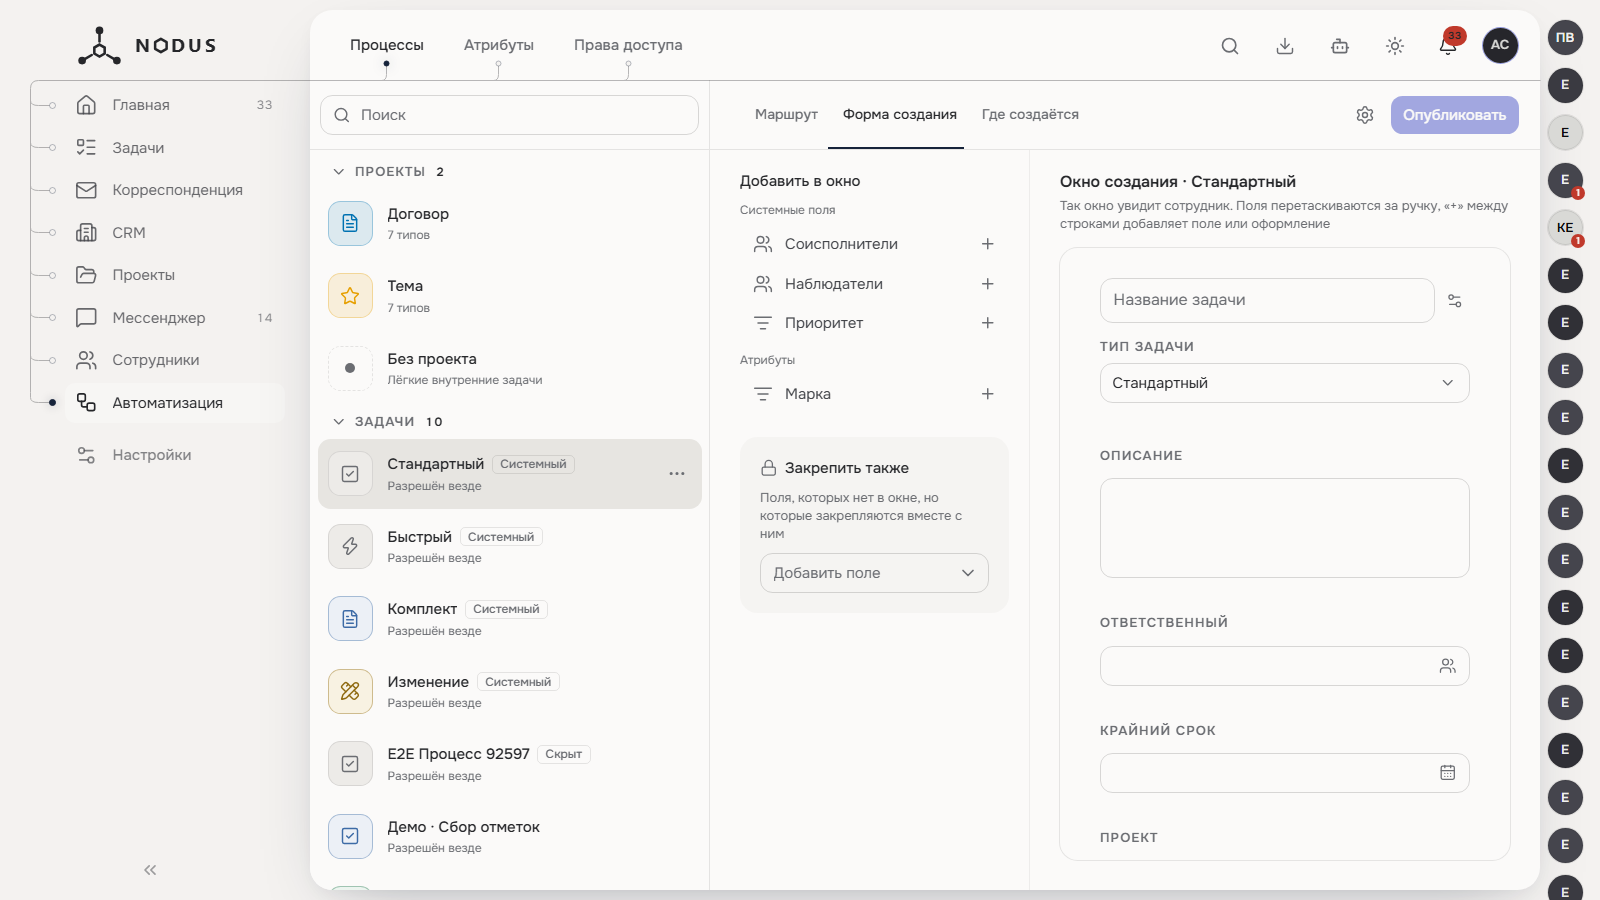 NODUS
Процессы
Атрибуты
Права доступа
33
АС
Главная
33
Задачи
Корреспонденция
CRM
Проекты
Мессенджер
14
Сотрудники
Автоматизация
Настройки
Поиск
ПРОЕКТЫ 2
Договор
7 типов
Тема
7 типов
Без проекта
Лёгкие внутренние задачи
ЗАДАЧИ 10
Стандартный Системный
Разрешён везде
Быстрый Системный
Разрешён везде
Комплект Системный
Разрешён везде
Изменение Системный
Разрешён везде
E2E Процесс 92597 Скрыт
Разрешён везде
Демо · Сбор отметок
Разрешён везде
Маршрут
Форма создания
Где создаётся
Опубликовать
Добавить в окно
Системные поля
Соисполнители
Наблюдатели
Приоритет
Атрибуты
Марка
Закрепить также
Поля, которых нет в окне, но
которые закрепляются вместе с
ним
Добавить поле
Окно создания · Стандартный
Так окно увидит сотрудник. Поля перетаскиваются за ручку, «+» между
строками добавляет поле или оформление
Название задачи
ТИП ЗАДАЧИ
Стандартный
ОПИСАНИЕ
ОТВЕТСТВЕННЫЙ
КРАЙНИЙ СРОК
ПРОЕКТ
ПВ
Е
Е
Е
1
КЕ
1
Е
Е
Е
Е
Е
Е
Е
Е
Е
Е
Е
Е
Е
Е